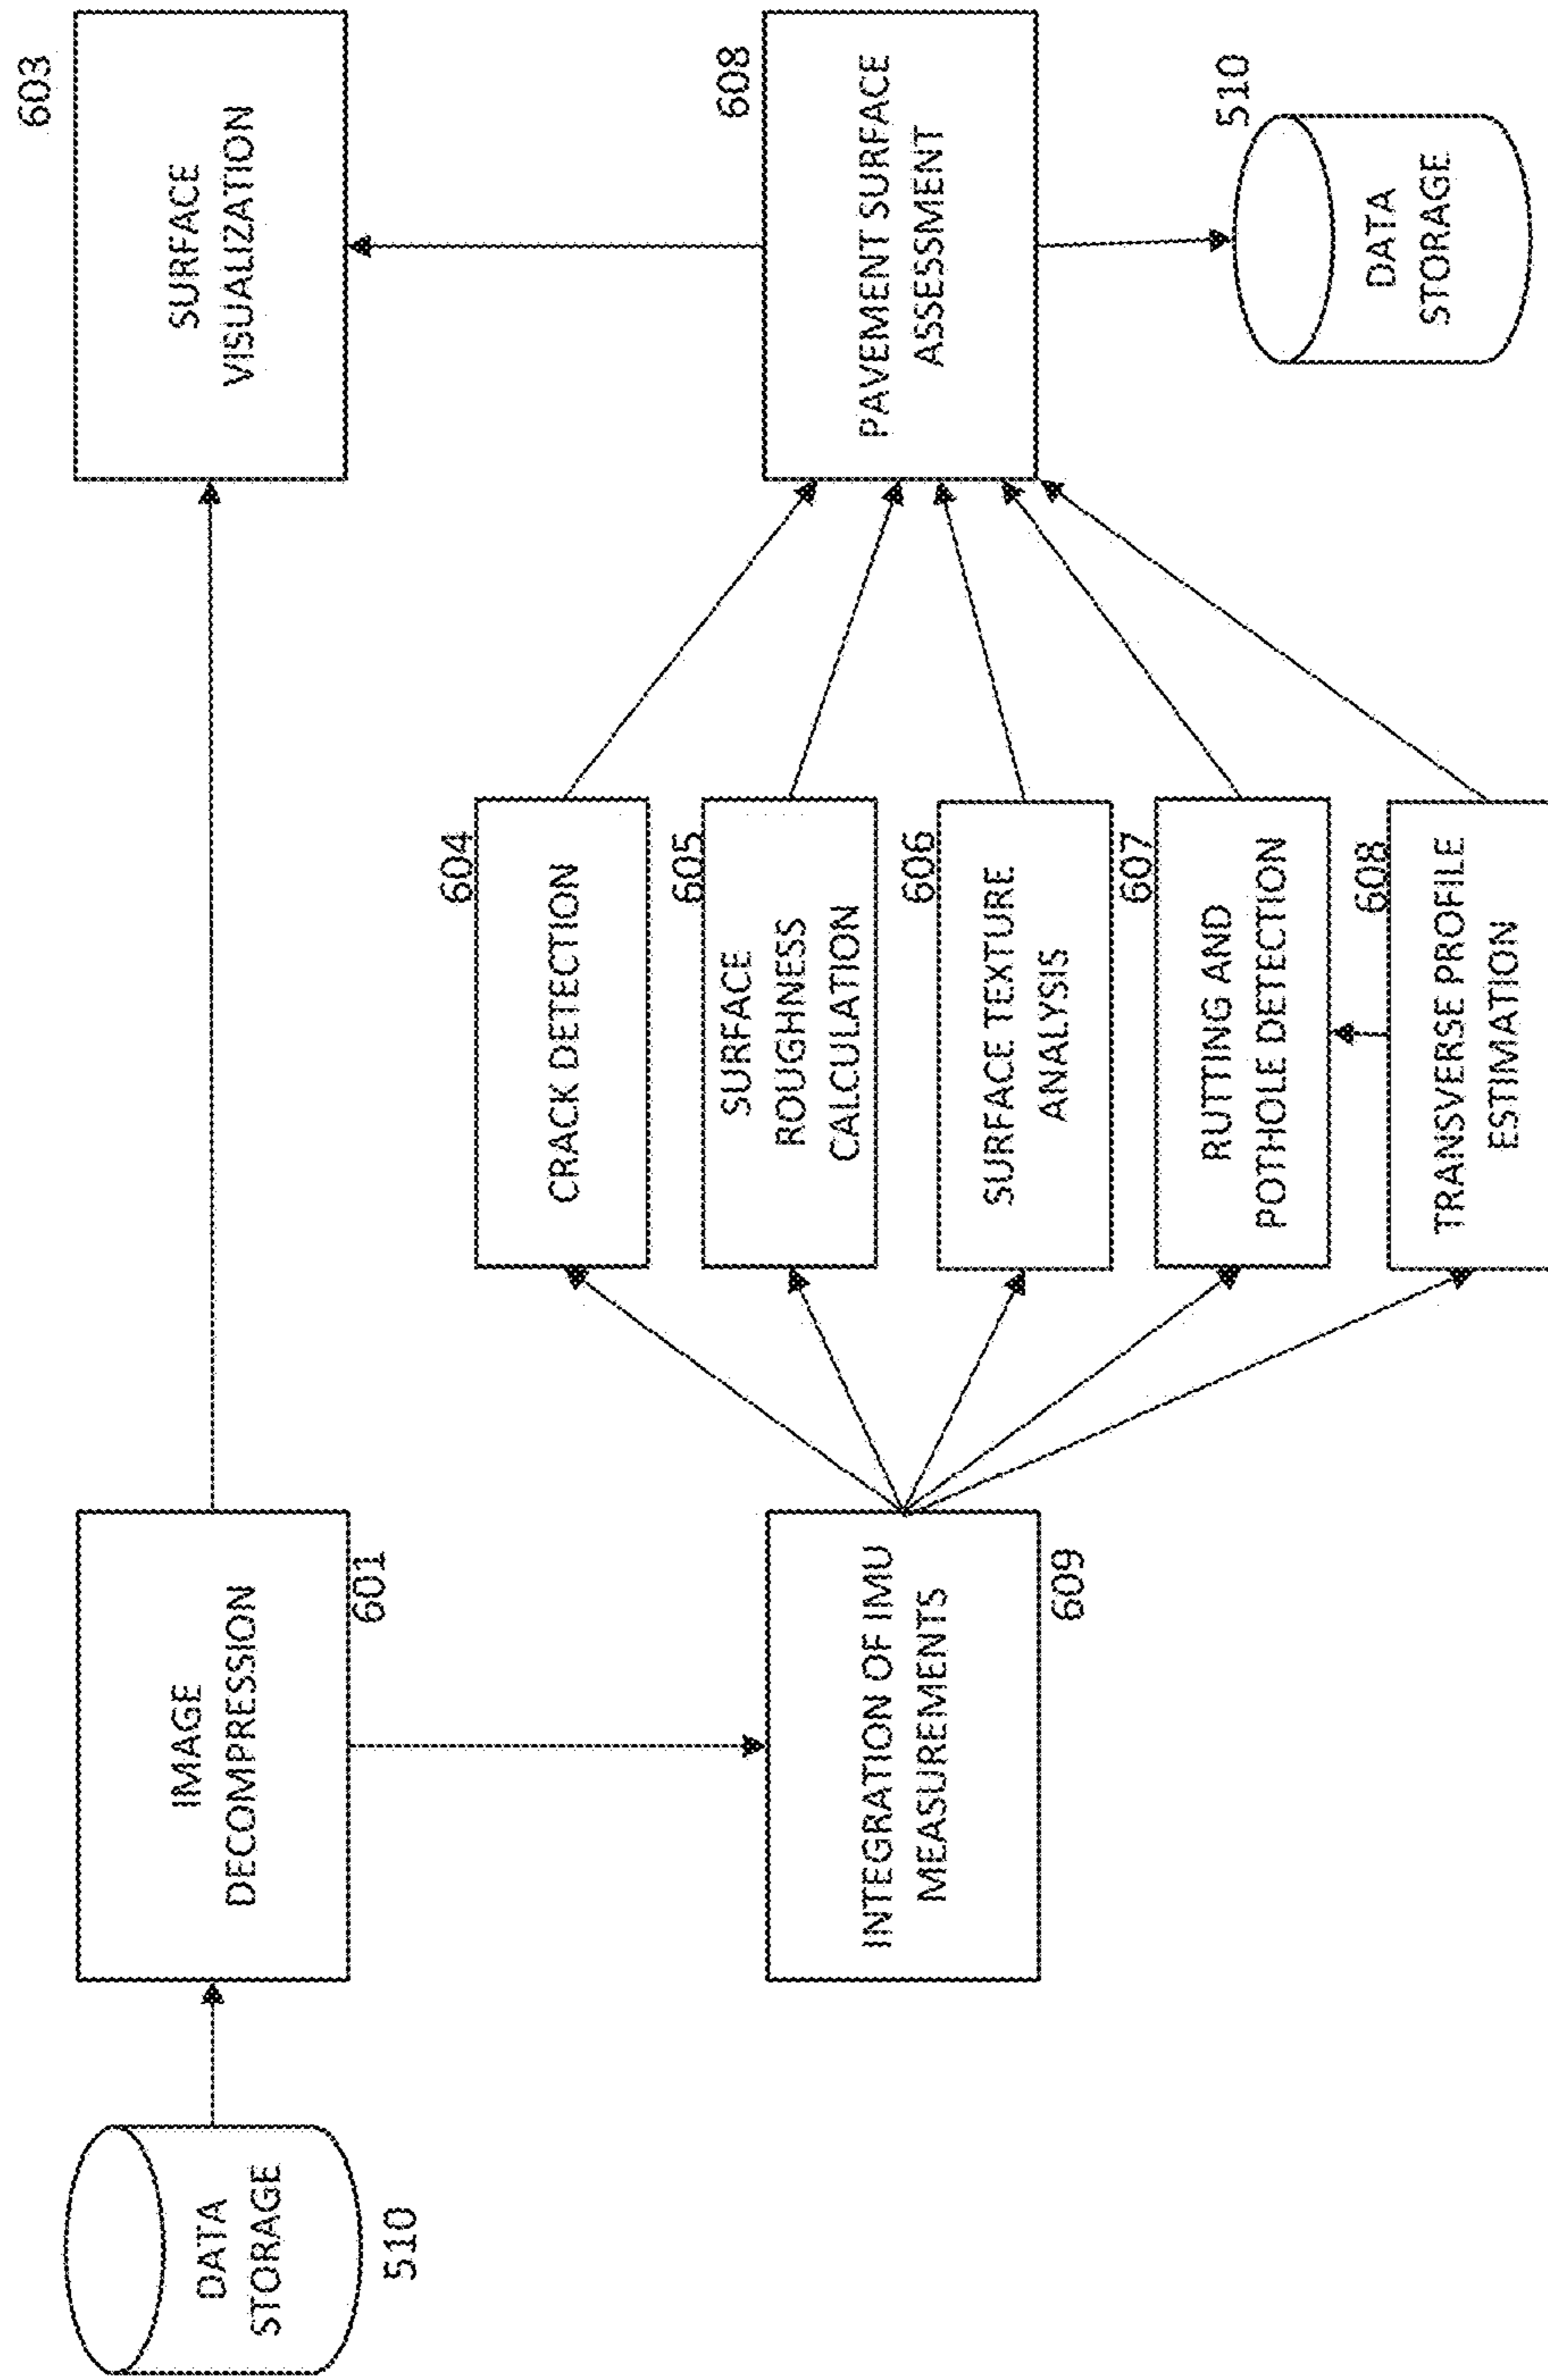 DATA
STORAGE
510
IMAGE
DECOMPRESSION
601
SURFACE
VISUALIZATION
603
INTEGRATION OF IMU
MEASUREMENTS
609
604
CRACK DETECTION
605
SURFACE
ROUGHNESS
CALCULATION
606
SURFACE TEXTURE
ANALYSIS
607
RUTTING AND
POTHOLE DETECTION
608
TRANSVERSE PROFILE
ESTIMATION
608
PAVEMENT SURFACE
ASSESSMENT
510
DATA
STORAGE